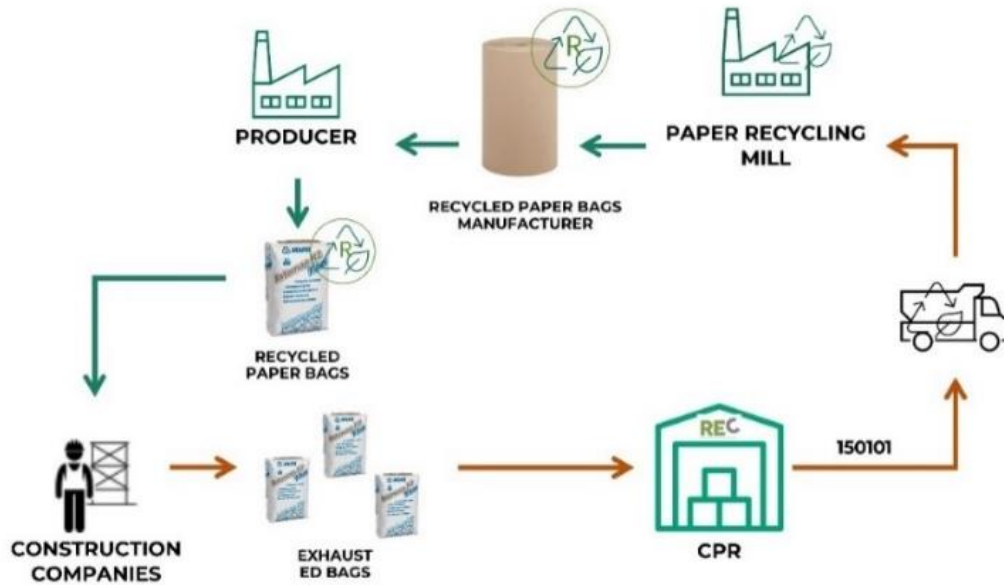 R
PRODUCER
PAPER RECYCLING
MILL
RECYCLED PAPER BAGS
MANUFACTURER
R
RECYCLED
PAPER BAGS
REC
150101
CONSTRUCTION
COMPANIES
EXHAUST
ED BAGS
CPR